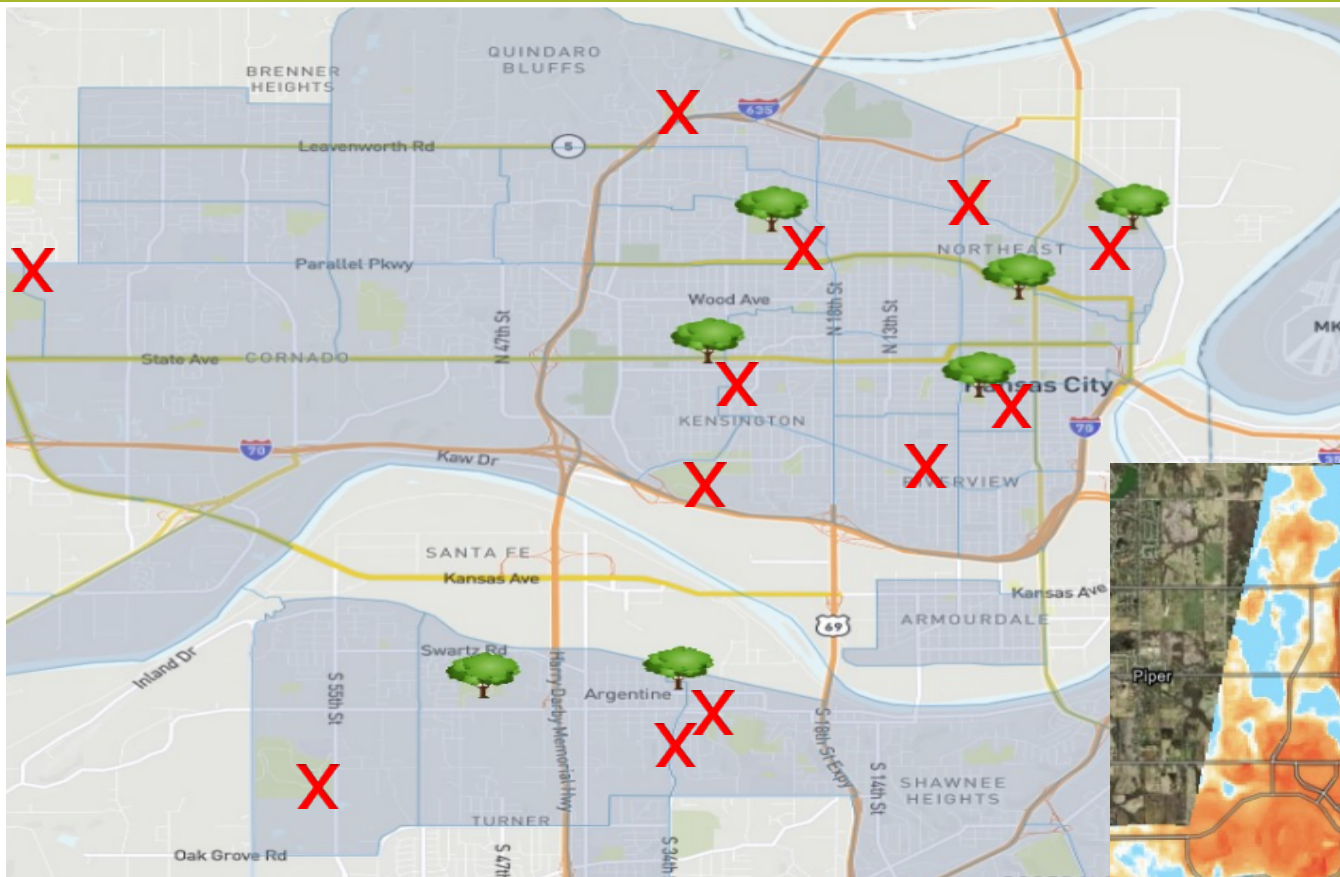 QUINDARO
BLUFFS
BRENNER
HEIGHTS
X
635
Leavenworth Rd
5
X
X
X
X
NORTHEAST
Parallel Pkwy
Wood Ave
N 47th St
N 18th St
N 13th St
MK
State Ave
CORNADO
X
Kansas City
X
KENSINGTON
70
70
Kaw Dr
X
X
RIVERVIEW
SANTA FE
Kansas Ave
Kansas Ave
69
ARMOURDALE
Inland Dr
Swartz Rd
S 55th St
Harry Darby Memorial Hwy
Argentine
Piper
X
X
S 18th St Expy
S 14th St
X
SHAWNEE
HEIGHTS
TURNER
Oak Grove Rd
S 47th
S 34th St